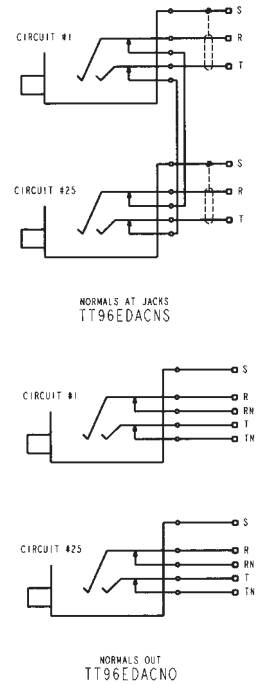 S
CIRCUIT #1
R
T
S
CIRCUIT #25
R
T
NORMALS AT JACKS
TT96EDACNS
S
CIRCUIT #1
R
RN
T
TN
S
CIRCUIT #25
R
RN
T
TN
NORMALS OUT
TT96EDACNO